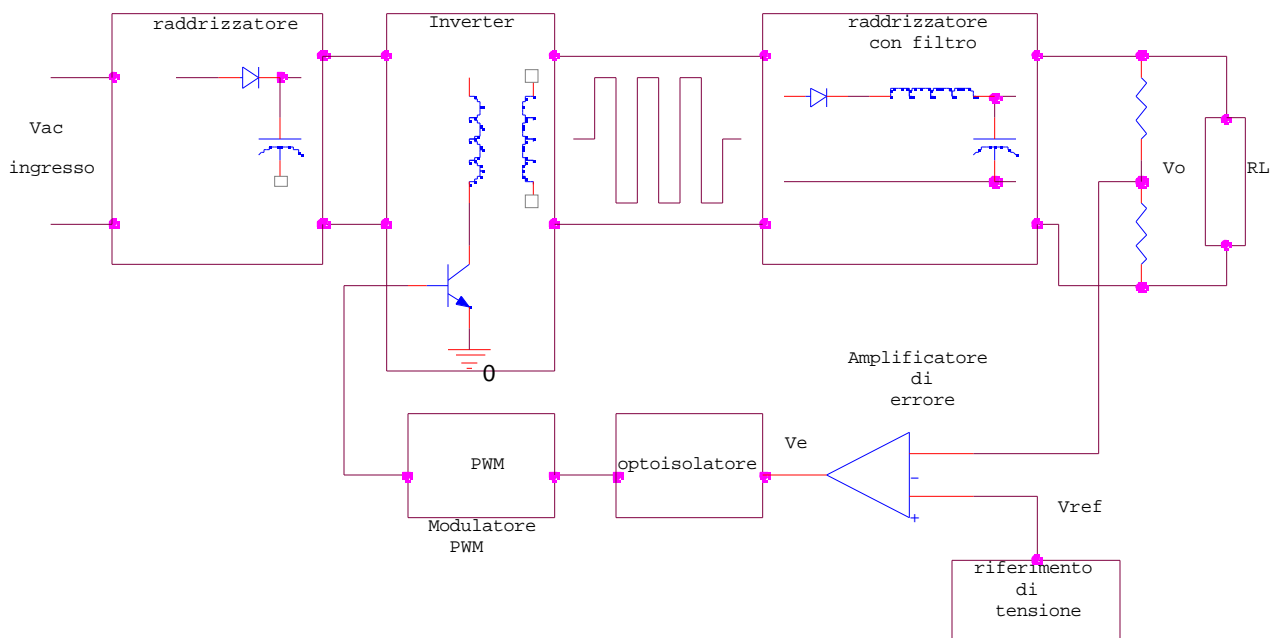 raddrizzatore
Inverter
raddrizzatore
con filtro
Vac
ingresso
Vo
RL
0
Amplificatore
di
errore
Ve
PWM
optoisolatore
-
+
Vref
Modulatore
PWM
riferimento
di
tensione